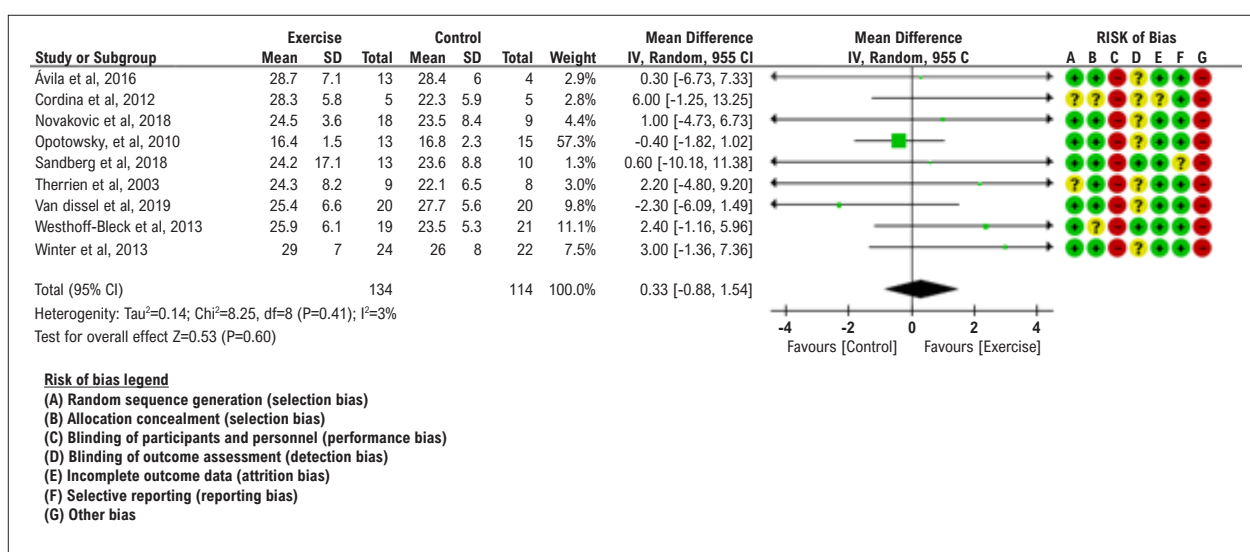 Exercise Control Mean Difference Mean Difference RISK of Bias
Study or Subgroup Mean SD Total Mean SD Total Weight IV, Random, 955 CI IV, Random, 955 C A B C D E F G
Ávila et al, 2016 28.7 7.1 13 28.4 6 4 2.9% 0.30 [-6.73, 7.33] + + - ? + + -
Cordina et al, 2012 28.3 5.8 5 22.3 5.9 5 2.8% 6.00 [-1.25, 13.25] ? ? - ? ? + -
Novakovic et al, 2018 24.5 3.6 18 23.5 8.4 9 4.4% 1.00 [-4.73, 6.73] + + - ? + + -
Opotowsky, et al, 2010 16.4 1.5 13 16.8 2.3 15 57.3% -0.40 [-1.82, 1.02] + + - ? + + -
Sandberg et al, 2018 24.2 17.1 13 23.6 8.8 10 1.3% 0.60 [-10.18, 11.38] + + - + + ? -
Therrien et al, 2003 24.3 8.2 9 22.1 6.5 8 3.0% 2.20 [-4.80, 9.20] ? + - ? + + -
Van dissel et al, 2019 25.4 6.6 20 27.7 5.6 20 9.8% -2.30 [-6.09, 1.49] + + - ? + + -
Westhoff-Bleck et al, 2013 25.9 6.1 19 23.5 5.3 21 11.1% 2.40 [-1.16, 5.96] + ? - + + + -
Winter et al, 2013 29 7 24 26 8 22 7.5% 3.00 [-1.36, 7.36] + + - ? + + -
Total (95% CI) 134 114 100.0% 0.33 [-0.88, 1.54]
Heterogenity: Tau²=0.14; Chi²=8.25, df=8 (P=0.41); I²=3%
Test for overall effect Z=0.53 (P=0.60)
-4 -2 0 2 4
Favours [Control] Favours [Exercise]
Risk of bias legend
(A) Random sequence generation (selection bias)
(B) Allocation concealment (selection bias)
(C) Blinding of participants and personnel (performance bias)
(D) Blinding of outcome assessment (detection bias)
(E) Incomplete outcome data (attrition bias)
(F) Selective reporting (reporting bias)
(G) Other bias